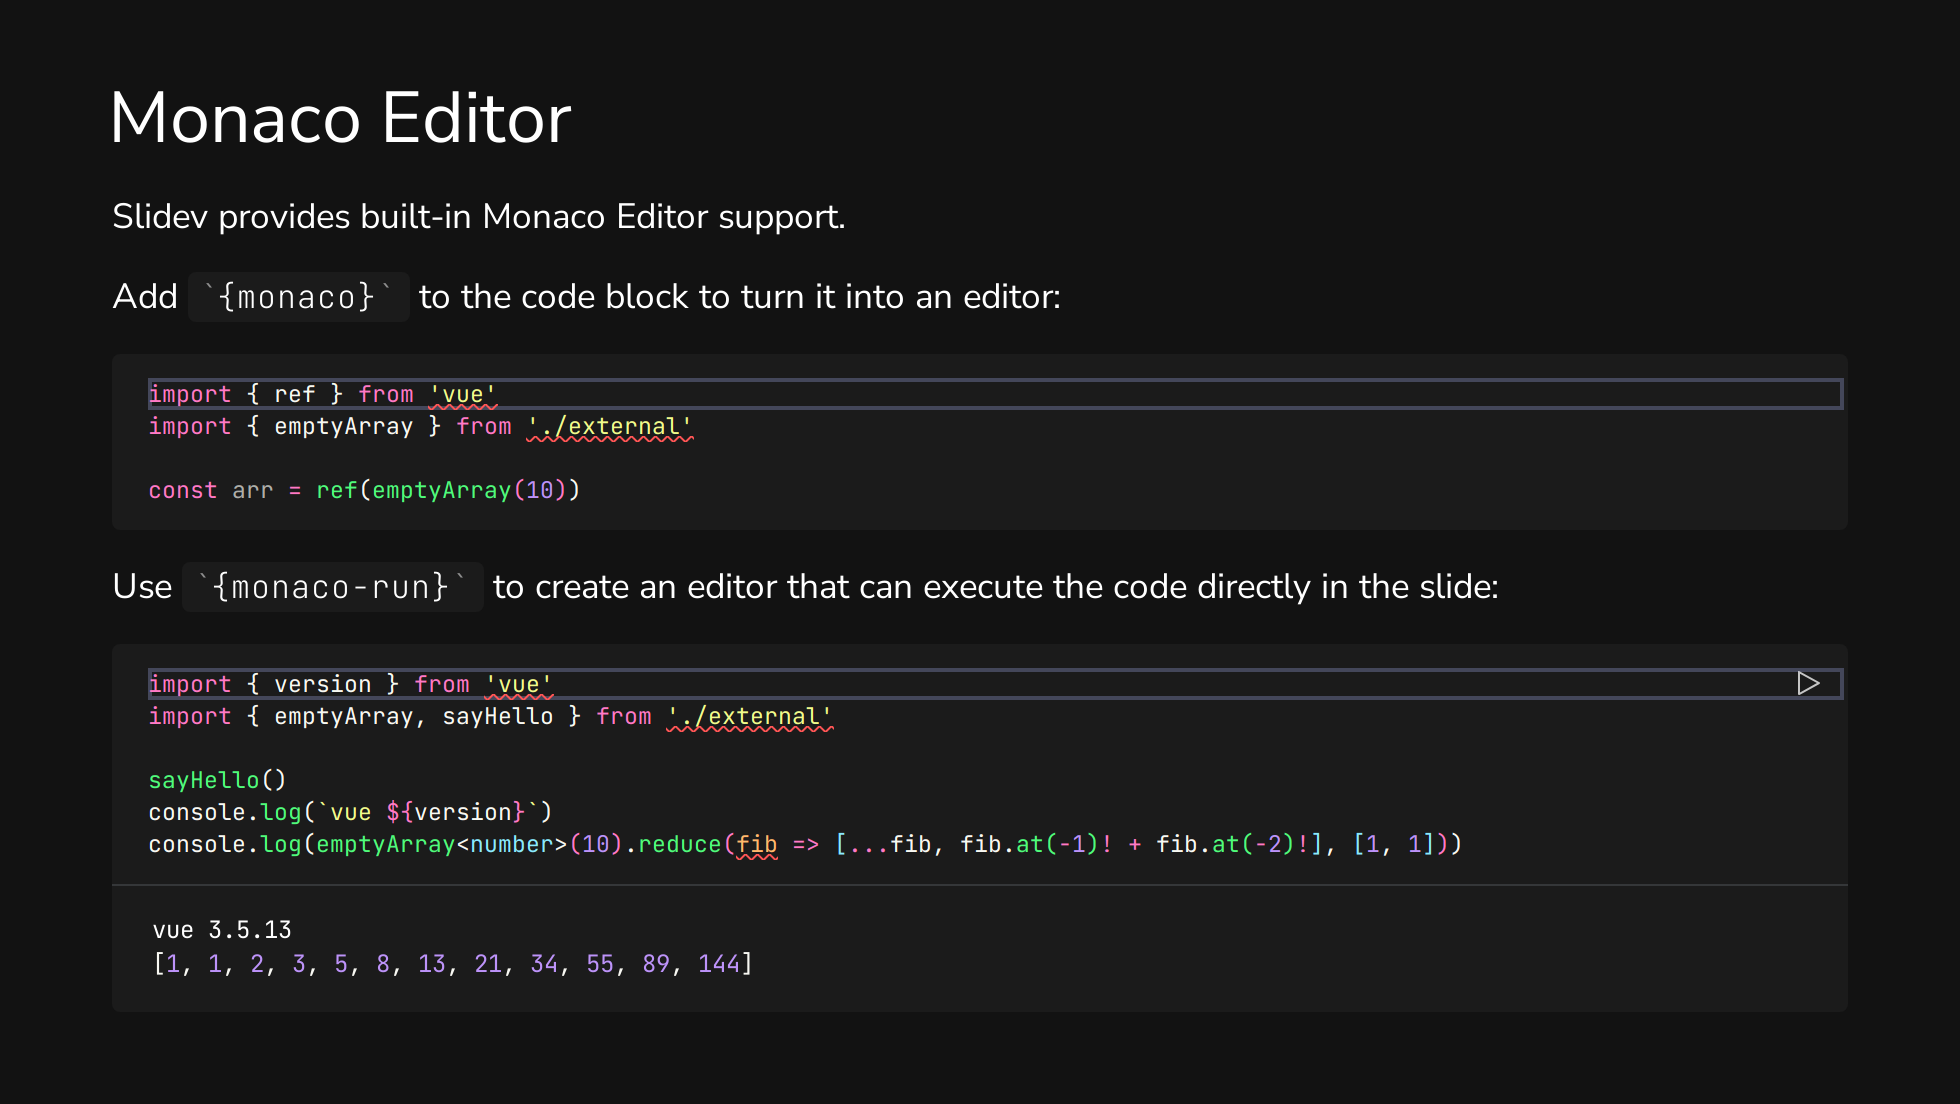 Monaco Editor
Slidev provides built-in Monaco Editor support.
Add `{monaco}` to the code block to turn it into an editor:
import { ref } from 'vue'
import { emptyArray } from './external'
const arr = ref(emptyArray(10))
Use `{monaco-run}` to create an editor that can execute the code directly in the slide:
import { version } from 'vue'
import { emptyArray, sayHello } from './external'
sayHello()
console.log(`vue ${version}`)
console.log(emptyArray<number>(10).reduce(fib => [...fib, fib.at(-1)! + fib.at(-2)!], [1, 1]))
vue 3.5.13
[1, 1, 2, 3, 5, 8, 13, 21, 34, 55, 89, 144]